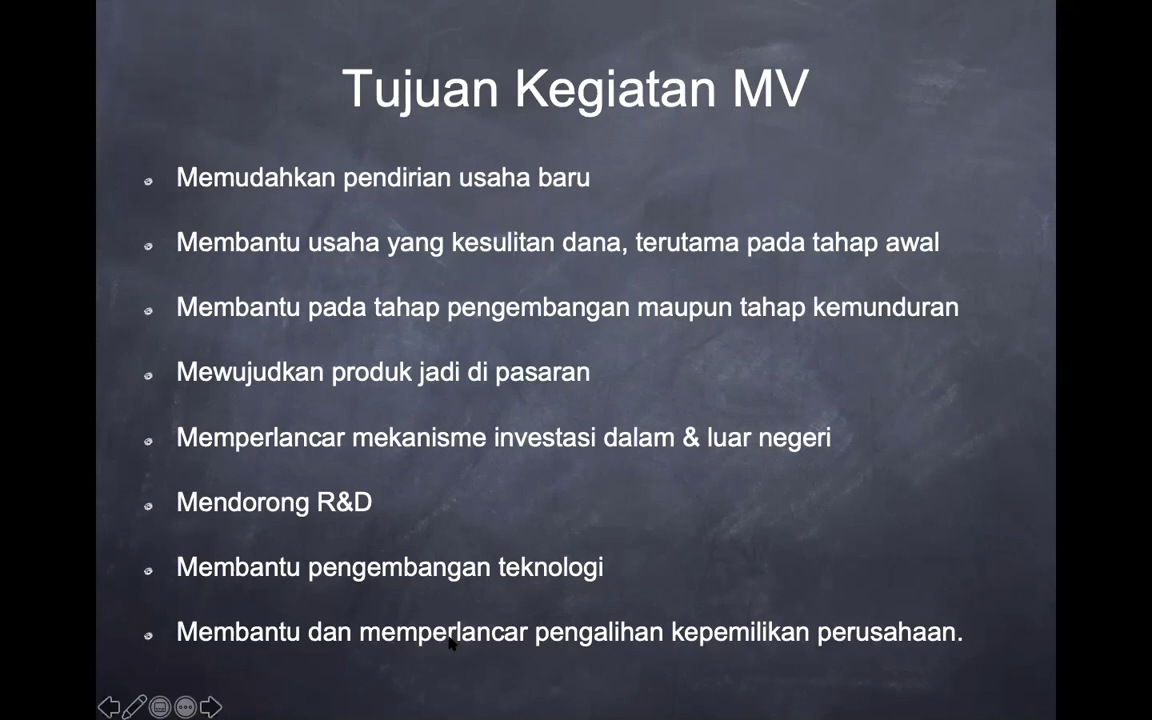 Tujuan Kegiatan MV
Memudahkan pendirian usaha baru
Membantu usaha yang kesulitan dana, terutama pada tahap awal
Membantu pada tahap pengembangan maupun tahap kemunduran
Mewujudkan produk jadi di pasaran
Memperlancar mekanisme investasi dalam & luar negeri
Mendorong R&D
Membantu pengembangan teknologi
Membantu dan memperlancar pengalihan kepemilikan perusahaan.